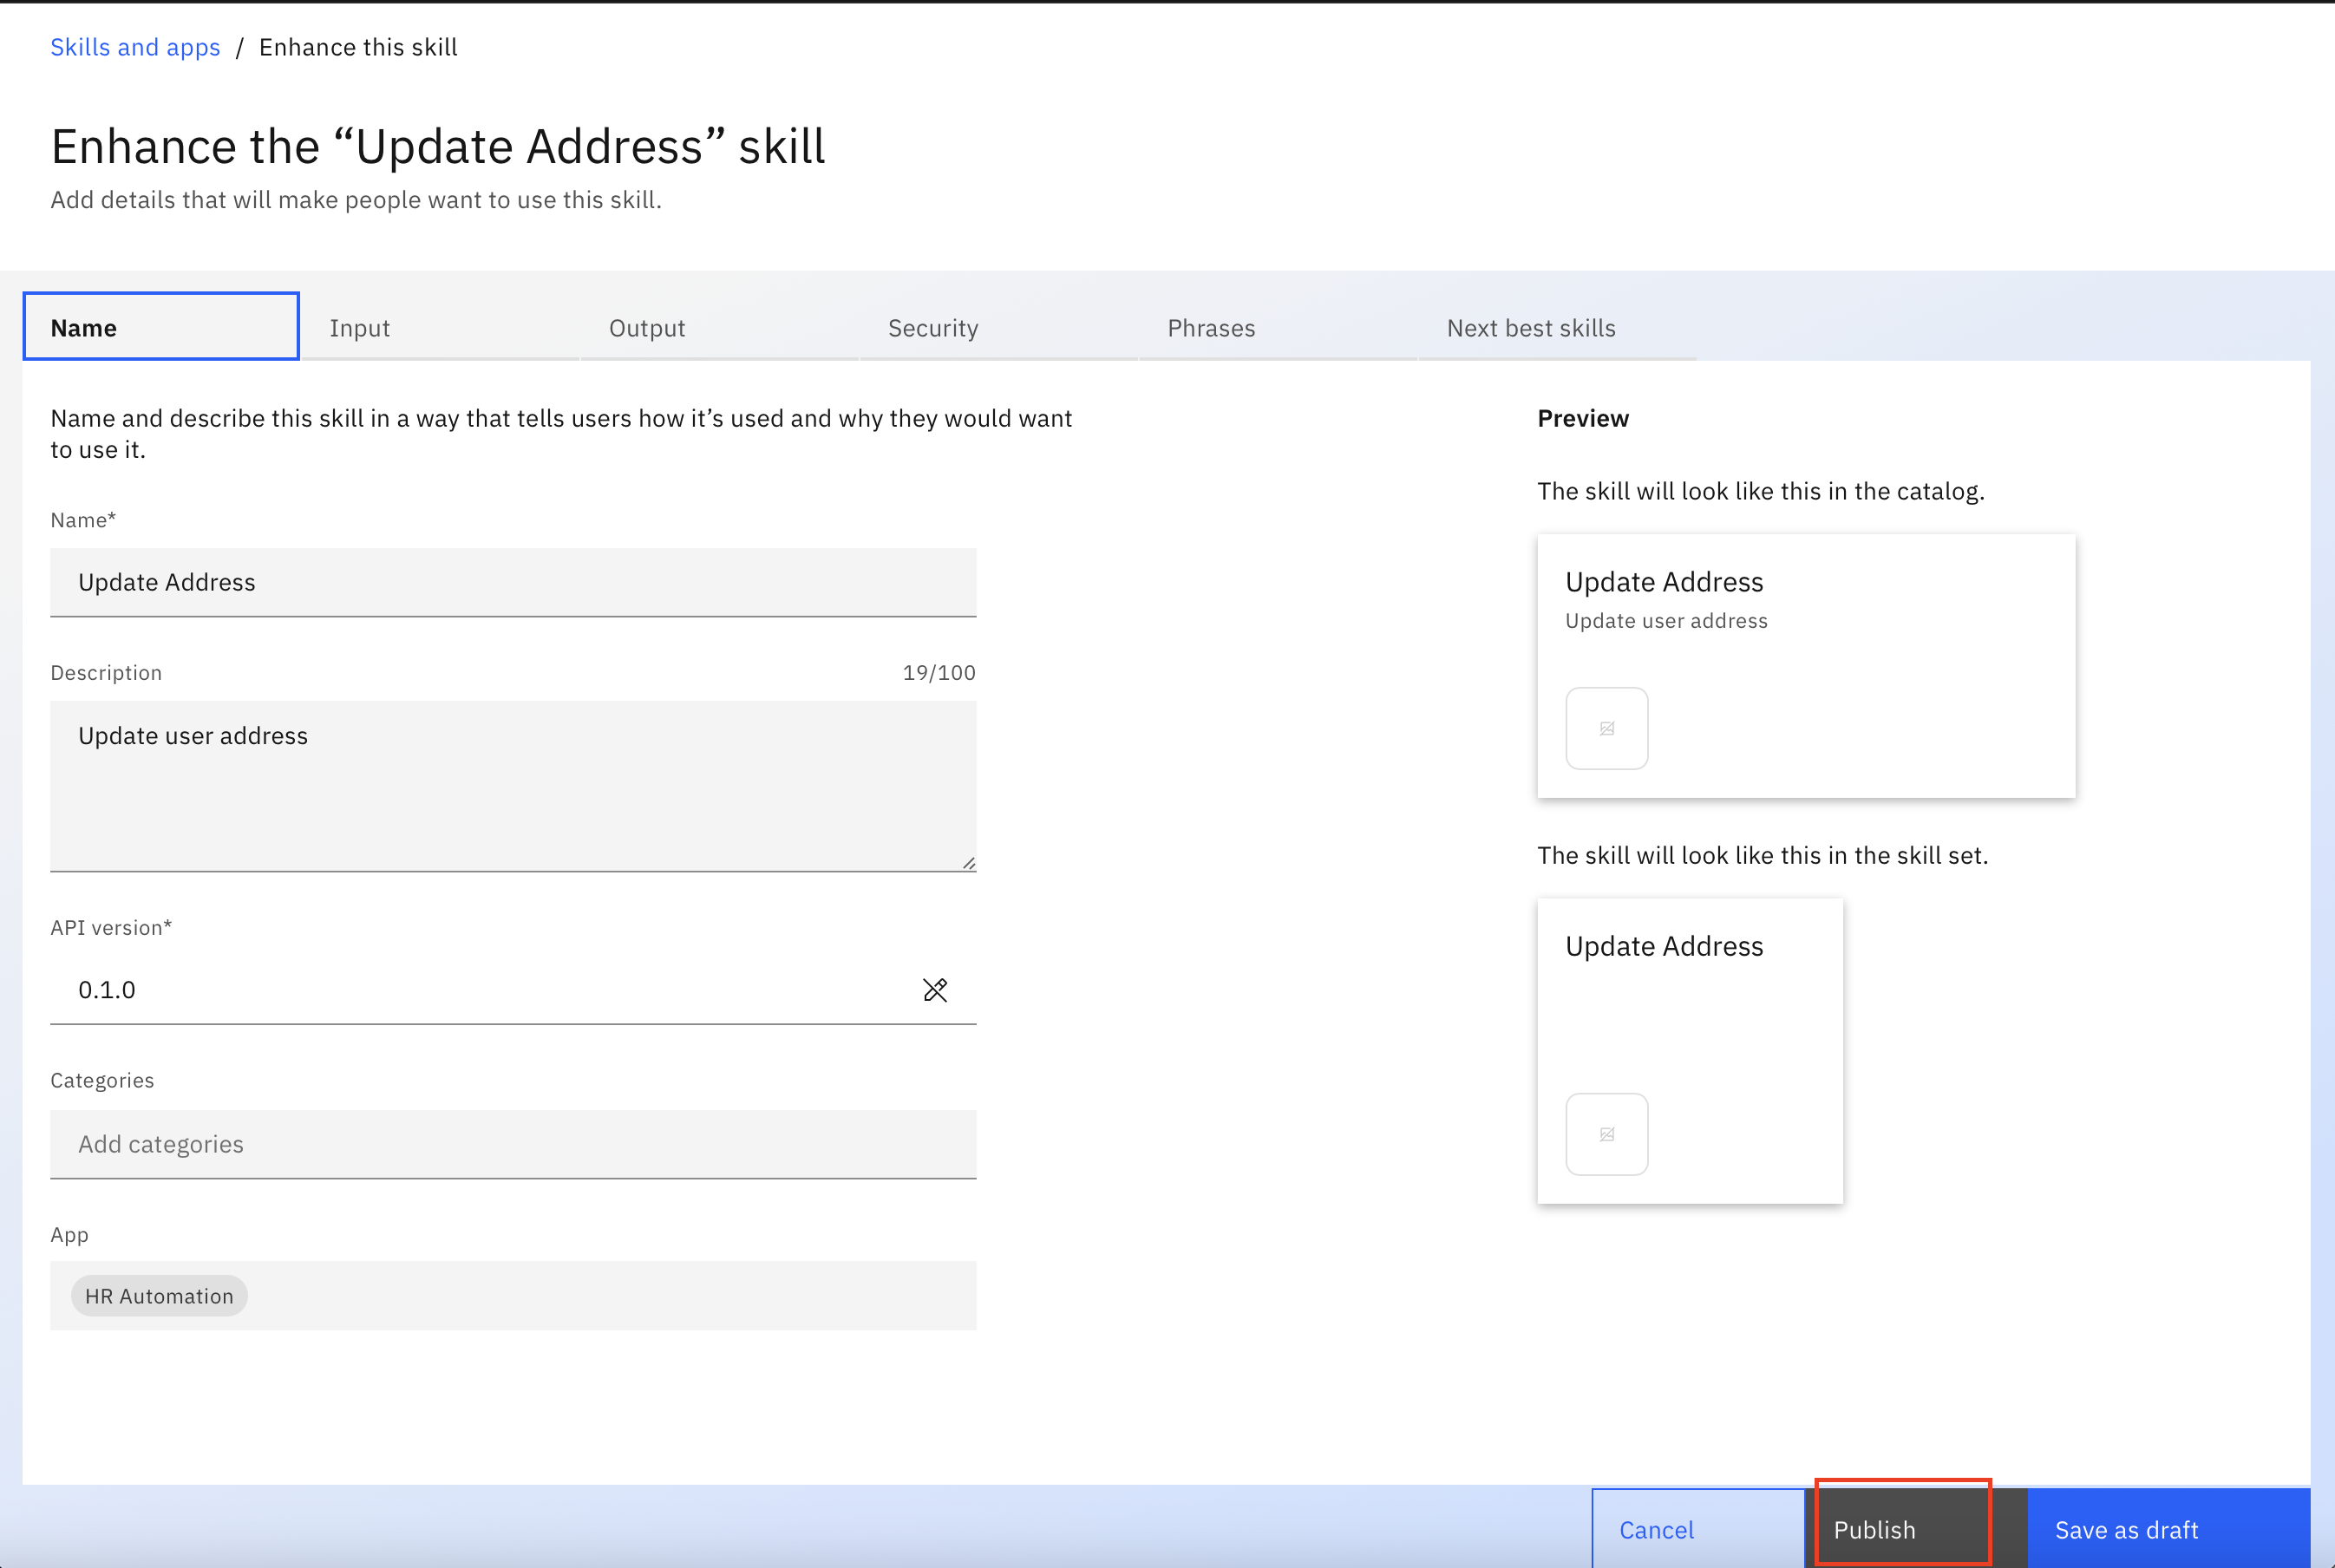 Skills and apps / Enhance this skill
Enhance the “Update Address” skill
Add details that will make people want to use this skill.
Name
Input
Output
Security
Phrases
Next best skills
Name and describe this skill in a way that tells users how it’s used and why they would want
to use it.
Name*
Update Address
Description
19/100
Update user address
API version*
0.1.0
Categories
Add categories
App
HR Automation
Preview
The skill will look like this in the catalog.
Update Address
Update user address
The skill will look like this in the skill set.
Update Address
Cancel
Publish
Save as draft